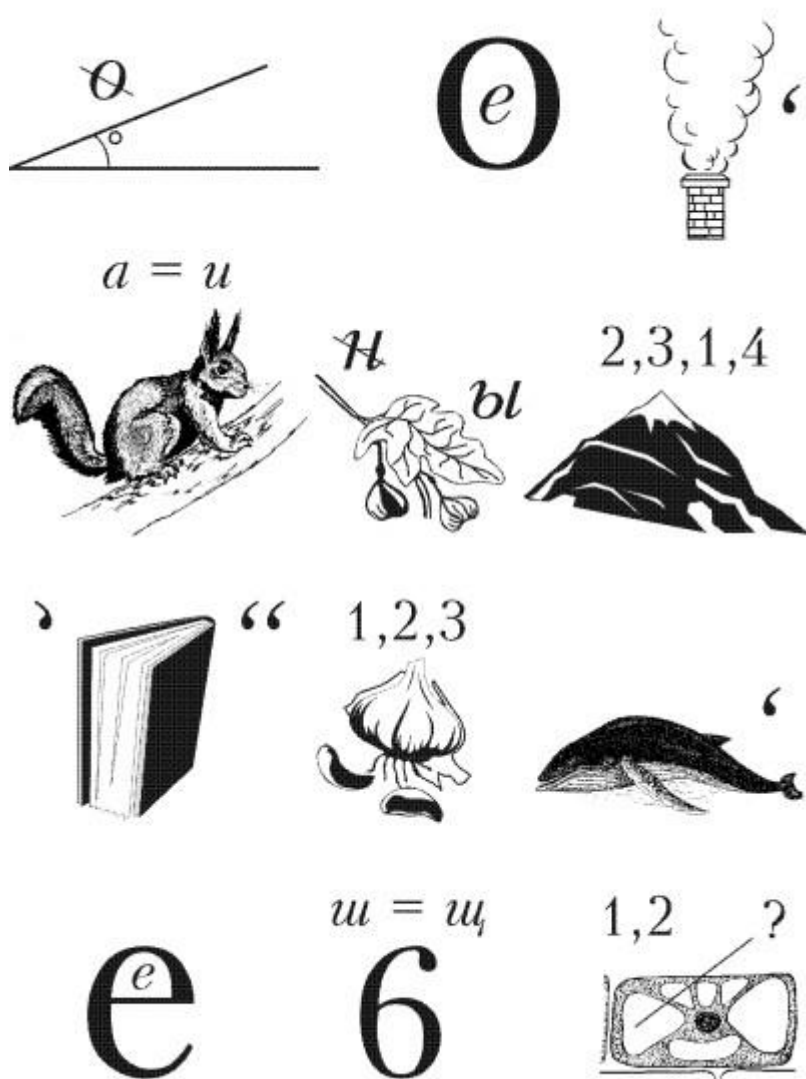 О °
О е ‘
а = и
И ы 2,3,1,4
’ ‘‘ 1,2,3 ‘
ш = щ
1,2 ?
е е 6